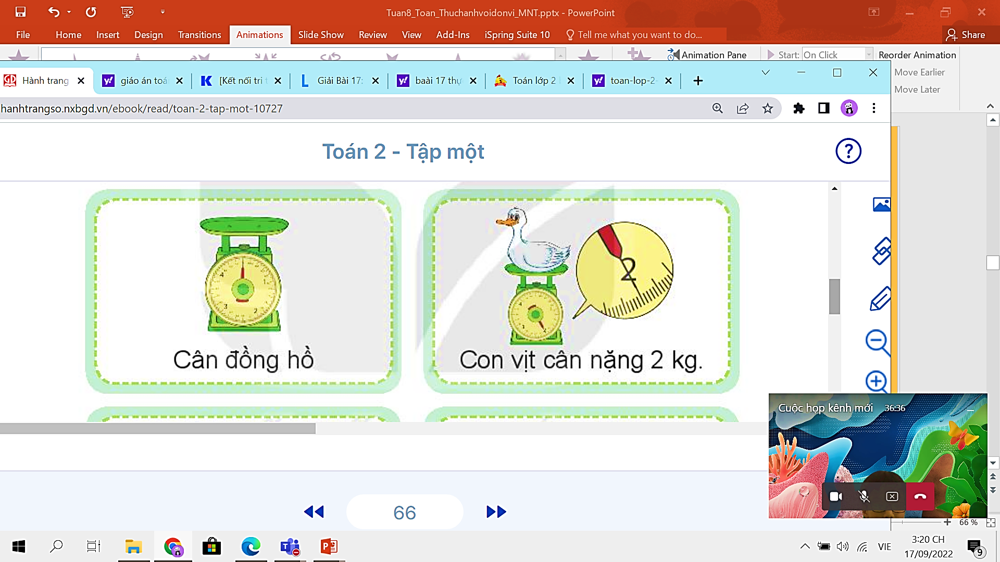 Tuan8_Toan_Thuchanhvoidonvi_MNT.pptx - PowerPoint
File Home Insert Design Transitions Animations Slide Show Review View Add-Ins iSpring Suite 10 Tell me what you want to do... Share
Animation Pane Start: On Click Reorder Animation
Move Earlier
Move Later
Hành trang giáo án toá [Kết nối tri t Giải Bài 17: baài 17 thự Toán lớp 2 toan-lop-2-
hanhtrangso.nxbgd.vn/ebook/read/toan-2-tap-mot-10727
Toán 2 - Tập một
4 1 3 2
2
Cân đồng hồ
Con vịt cân nặng 2 kg.
Cuộc họp kênh mới 36:36
66
66 %
VIE
3:20 CH
17/09/2022
9